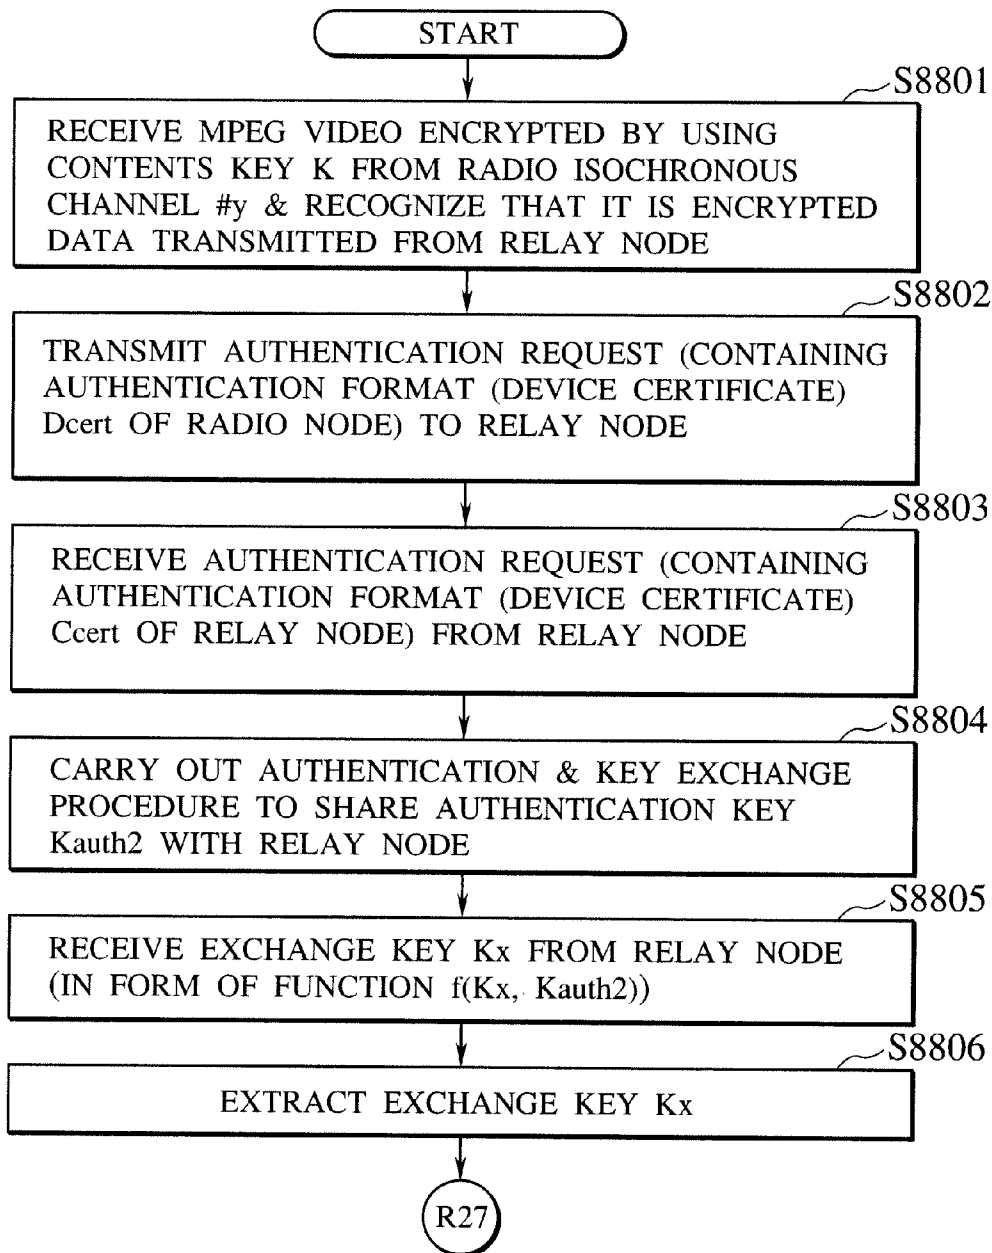 START
S8801
RECEIVE MPEG VIDEO ENCRYPTED BY USING
CONTENTS KEY K FROM RADIO ISOCHRONOUS
CHANNEL #y & RECOGNIZE THAT IT IS ENCRYPTED
DATA TRANSMITTED FROM RELAY NODE
S8802
TRANSMIT AUTHENTICATION REQUEST (CONTAINING
AUTHENTICATION FORMAT (DEVICE CERTIFICATE)
Dcert OF RADIO NODE) TO RELAY NODE
S8803
RECEIVE AUTHENTICATION REQUEST (CONTAINING
AUTHENTICATION FORMAT (DEVICE CERTIFICATE)
Ccert OF RELAY NODE) FROM RELAY NODE
S8804
CARRY OUT AUTHENTICATION & KEY EXCHANGE
PROCEDURE TO SHARE AUTHENTICATION KEY
Kauth2 WITH RELAY NODE
S8805
RECEIVE EXCHANGE KEY Kx FROM RELAY NODE
(IN FORM OF FUNCTION f(Kx, Kauth2))
S8806
EXTRACT EXCHANGE KEY Kx
R27